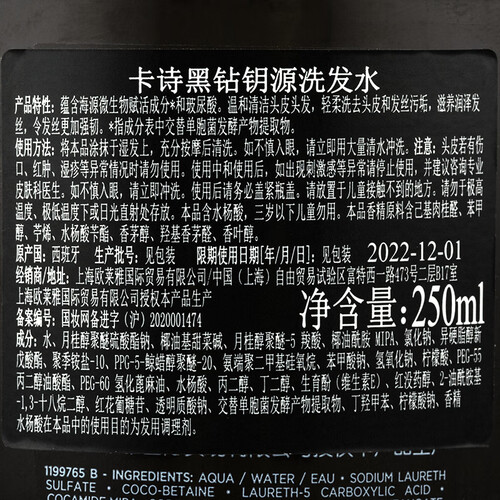 卡诗黑钻钥源洗发水
产品特性：蕴含海源微生物赋活成分*和玻尿酸。温和清洁头皮头发，轻柔洗去头皮和发丝污垢，滋养润泽发
丝，令发丝更加强韧。*指成分表中交替单胞菌发酵产物提取物。
使用方法：将本品涂抹于湿发上，充分按摩后清洗。如不慎入眼，请立即用大量清水冲洗。注意：头皮若有伤
口、红肿、湿疹等异常情况时请勿使用。使用中和使用后，如出现刺激感等异常请停止使用，并建议咨询专业
皮肤科医生。如不慎入眼，请立即冲洗。使用后请务必盖紧瓶盖。请放置于儿童接触不到的地方。请勿于极高
温度、极低温度下或日光直射处存放。本品含水杨酸，三岁以下儿童勿用。本品香精原料含己基肉桂醛、苯甲
醇、苧烯、水杨酸苄酯、香茅醇、羟基香茅醛、香叶醇。
原产国：西班牙 生产批号：见包装 限期使用日期[年/月/日]：见包装 2022-12-01
经销商/地址：上海欧莱雅国际贸易有限公司/中国（上海）自由贸易试验区富特西一路473号二层B17室
上海欧莱雅国际贸易有限公司授权本产品生产
备案编号：国妆网备进字（沪）2020001474 净含量：250ml
成分：水、月桂醇聚醚硫酸酯钠、椰油基甜菜碱、月桂醇聚醚-5 羧酸、椰油酰胺 MIPA、氯化钠、异硬脂醇新
戊酸酯、聚季铵盐-10、PPG-5-鲸蜡醇聚醚-20、氨端聚二甲基硅氧烷、苯甲酸钠、氢氧化钠、柠檬酸、PEG-55
丙二醇油酸酯、PEG-60 氢化蓖麻油、水杨酸、丙二醇、丁二醇、生育酚（维生素E）、红没药醇、2-油酰胺基
-1,3-十八烷二醇、红花葡糖苷、透明质酸钠、交替单胞菌发酵产物提取物、丁羟甲苯、柠檬酸钠、香精
水杨酸在本品中的使用目的为发用调理剂。
1199765 B - INGREDIENTS: AQUA / WATER / EAU • SODIUM LAURETH
SULFATE • COCO-BETAINE • LAURETH-5 CARBOXYLIC ACID •